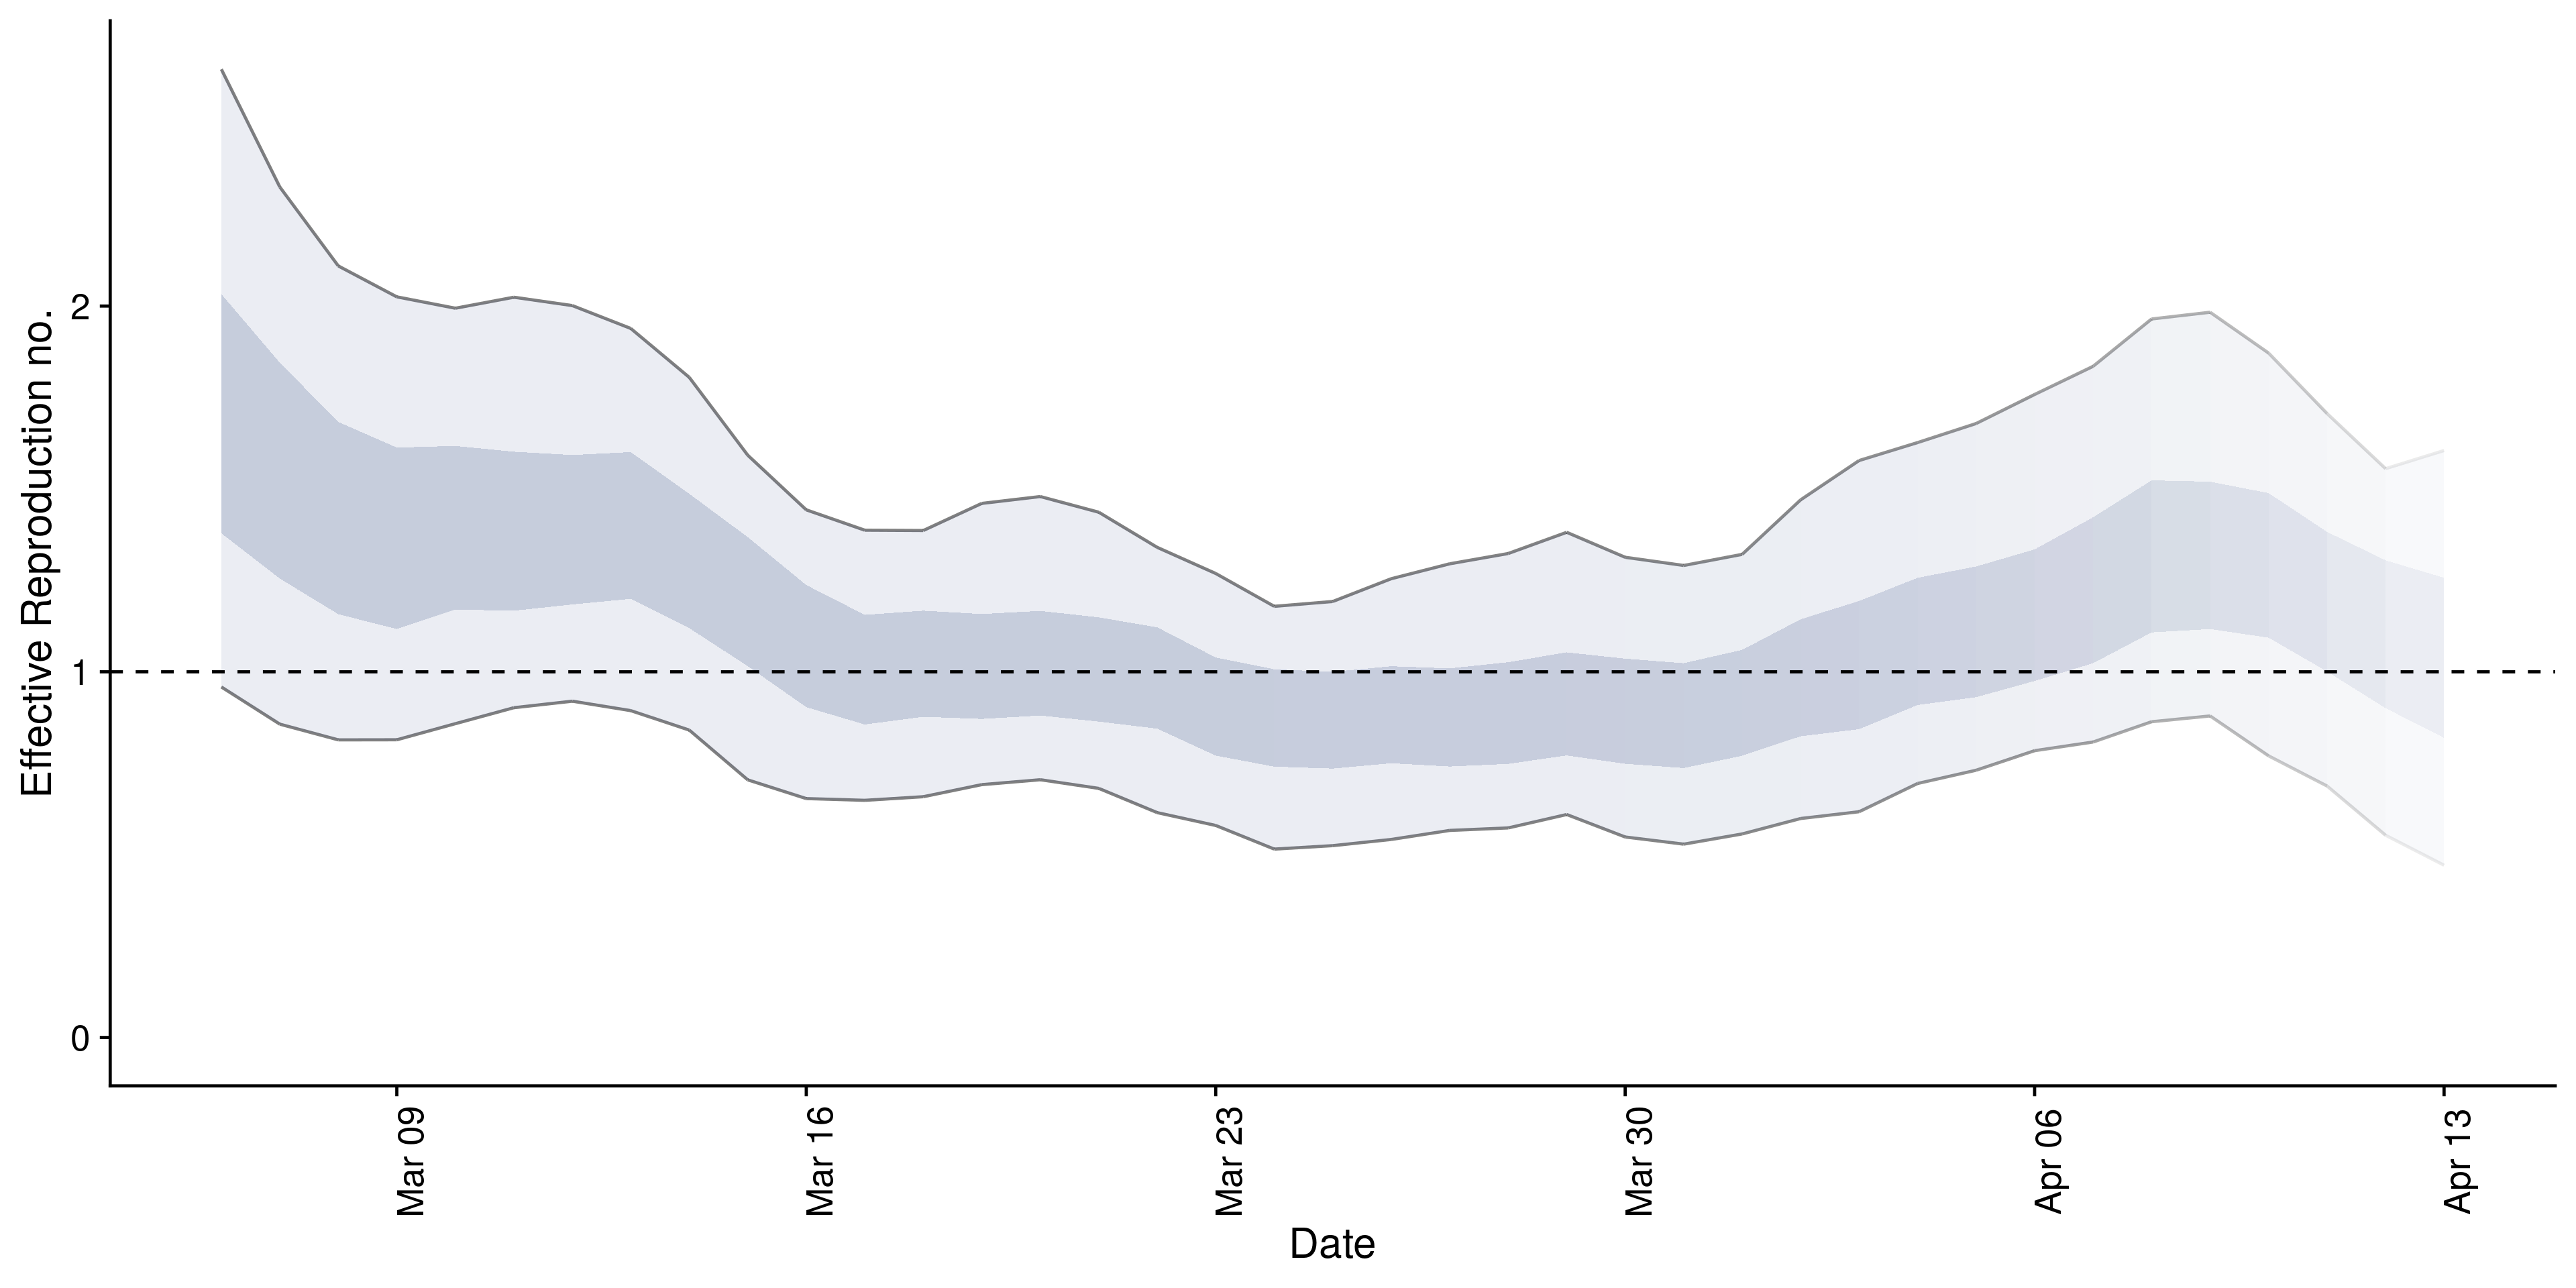 Effective Reproduction no.
2
1
0
Mar 09
Mar 16
Mar 23
Mar 30
Apr 06
Apr 13
Date